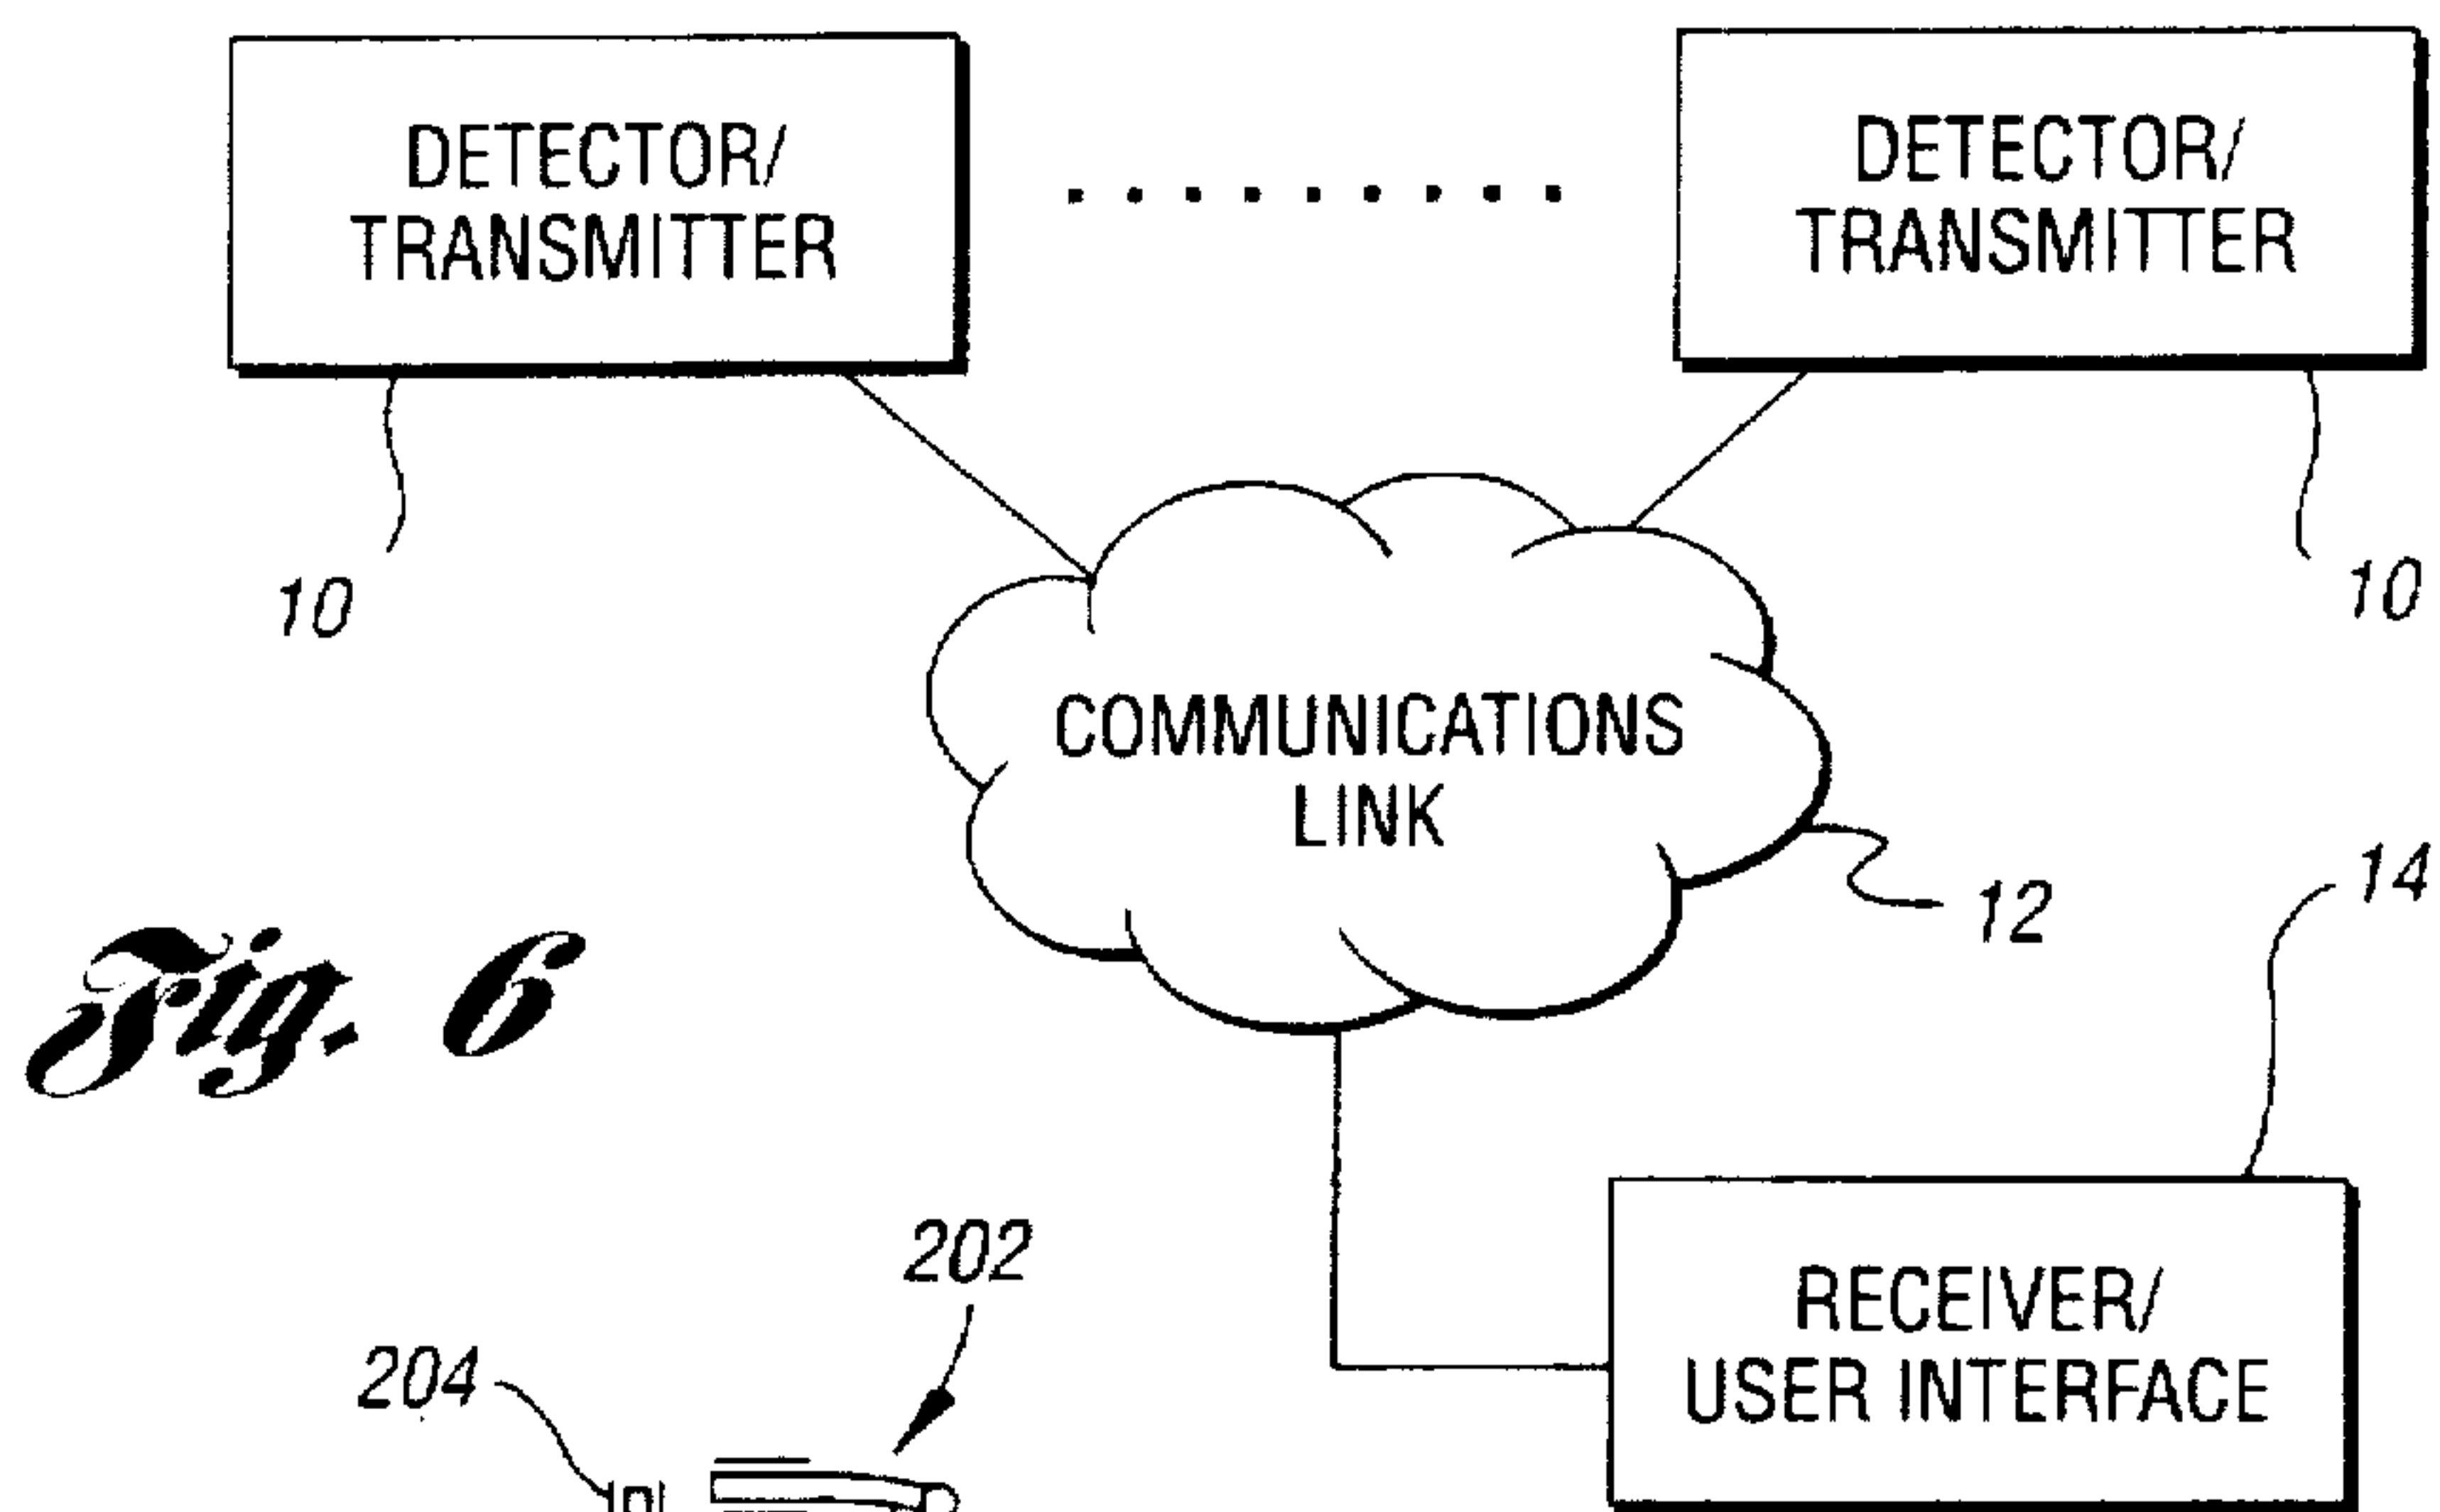 DETECTOR/
TRANSMITTER
.........
DETECTOR/
TRANSMITTER
10
10
COMMUNICATIONS
LINK
12
14
Fig. 6
202
204
RECEIVER/
USER INTERFACE